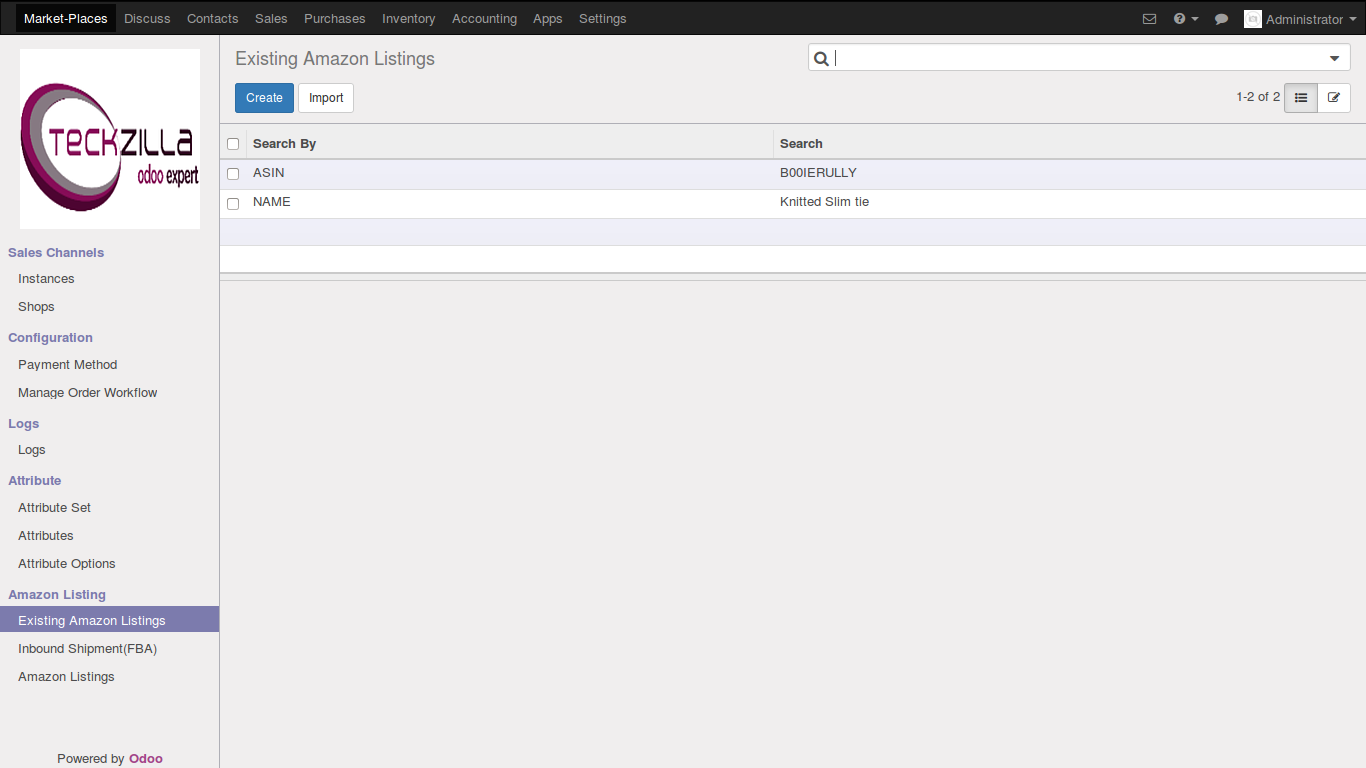 Market-Places Discuss Contacts Sales Purchases Inventory Accounting Apps Settings Administrator
Existing Amazon Listings
Create Import 1-2 of 2
TECKZILLA
odoo expert
Search By Search
ASIN B00IERULLY
NAME Knitted Slim tie
Sales Channels
Instances
Shops
Configuration
Payment Method
Manage Order Workflow
Logs
Logs
Attribute
Attribute Set
Attributes
Attribute Options
Amazon Listing
Existing Amazon Listings
Inbound Shipment(FBA)
Amazon Listings
Powered by Odoo